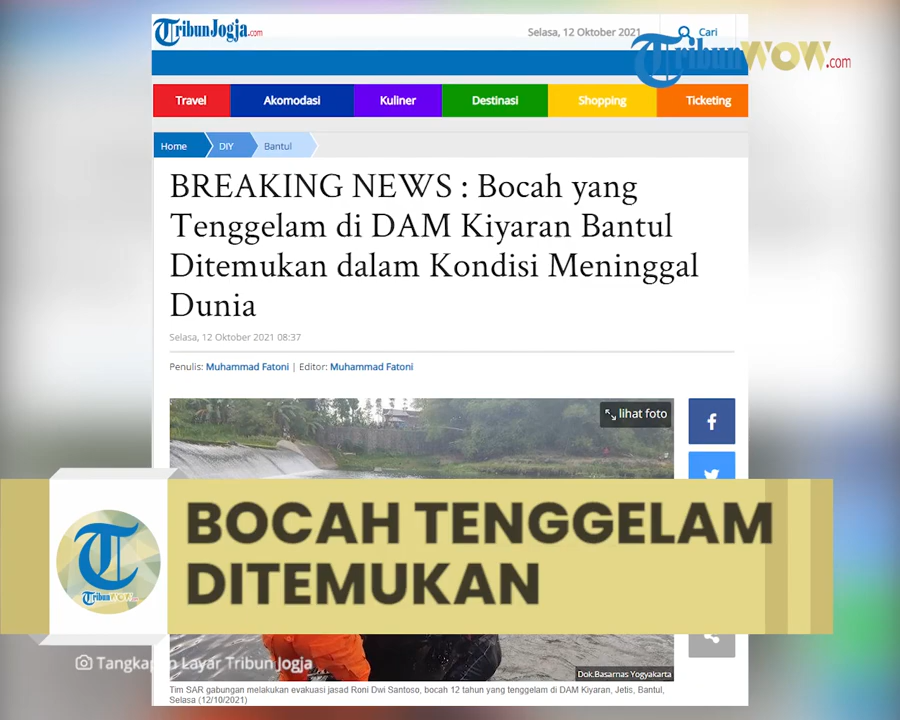 TribunJogja.com
Selasa, 12 Oktober 2021
Cari
TribunWOW.com
Travel
Akomodasi
Kuliner
Destinasi
Shopping
Ticketing
Home
DIY
Bantul
BREAKING NEWS : Bocah yang
Tenggelam di DAM Kiyaran Bantul
Ditemukan dalam Kondisi Meninggal
Dunia
Selasa, 12 Oktober 2021 08:37
Penulis: Muhammad Fatoni | Editor: Muhammad Fatoni
lihat foto
BOCAH TENGGELAM
DITEMUKAN
TribunWOW.com
Tangkapan Layar Tribun Jogja
Dok.Basarnas Yogyakarta
Tim SAR gabungan melakukan evakuasi jasad Roni Dwi Santoso, bocah 12 tahun yang tenggelam di DAM Kiyaran, Jetis, Bantul,
Selasa (12/10/2021)